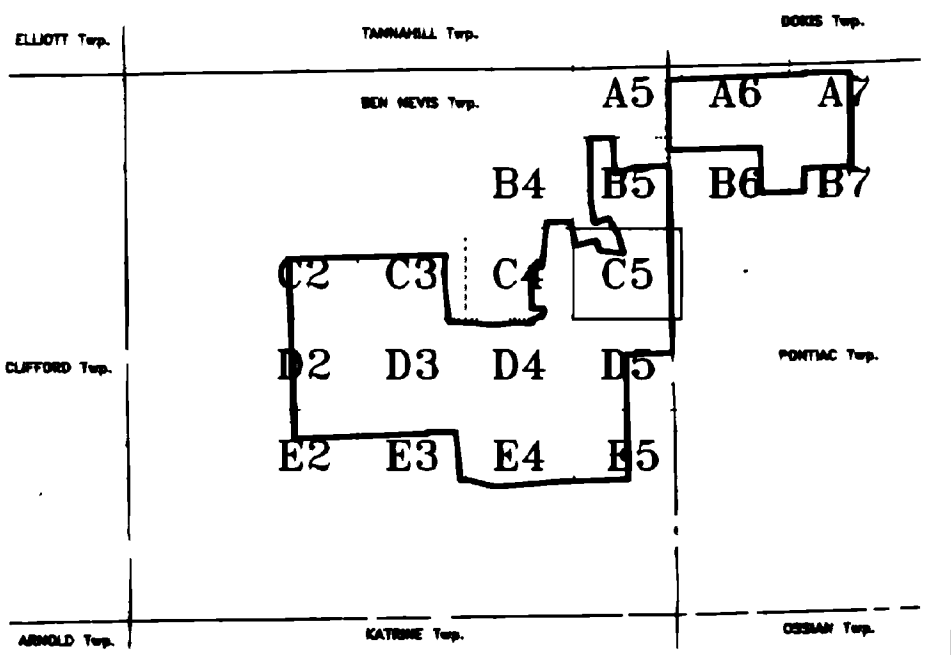 ELLIOTT Twp. TANNAHILL Twp. DOKIS Twp.
BEN NEVIS Twp. A5 A6 A7
B4 B5 B6 B7
C2 C3 C4 C5
CLIFFORD Twp. D2 D3 D4 D5 PONTIAC Twp.
E2 E3 E4 E5
ARNOLD Twp. KATRINE Twp. OSSIAN Twp.